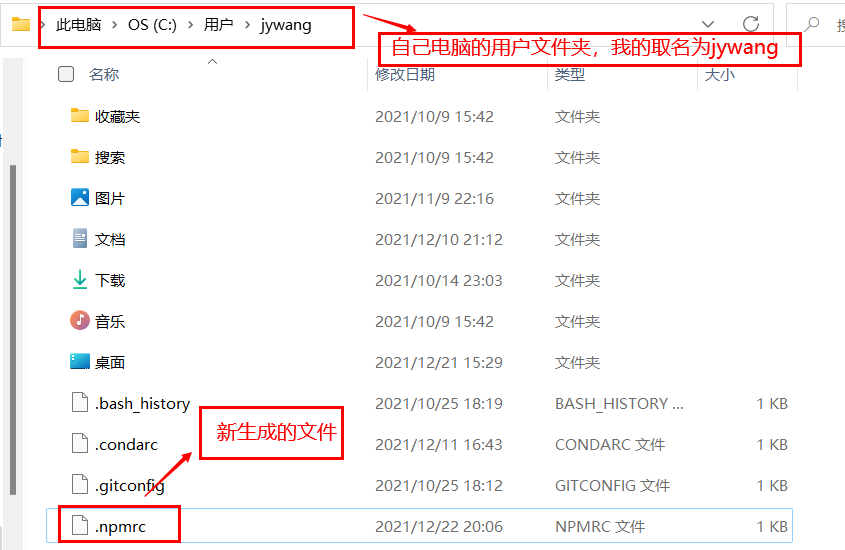 此电脑 > OS (C:) > 用户 > jywang
自己电脑的用户文件夹，我的取名为jywang
名称 修改日期 类型 大小
收藏夹 2021/10/9 15:42 文件夹
搜索 2021/10/9 15:42 文件夹
图片 2021/11/9 22:16 文件夹
文档 2021/12/10 21:12 文件夹
下载 2021/10/14 23:03 文件夹
音乐 2021/10/9 15:42 文件夹
桌面 2021/12/21 15:29 文件夹
.bash_history 2021/10/25 18:19 BASH_HISTORY ... 1 KB
新生成的文件
.condarc 2021/12/11 16:43 CONDARC 文件 1 KB
.gitconfig 2021/10/25 18:12 GITCONFIG 文件 1 KB
.npmrc 2021/12/22 20:06 NPMRC 文件 1 KB